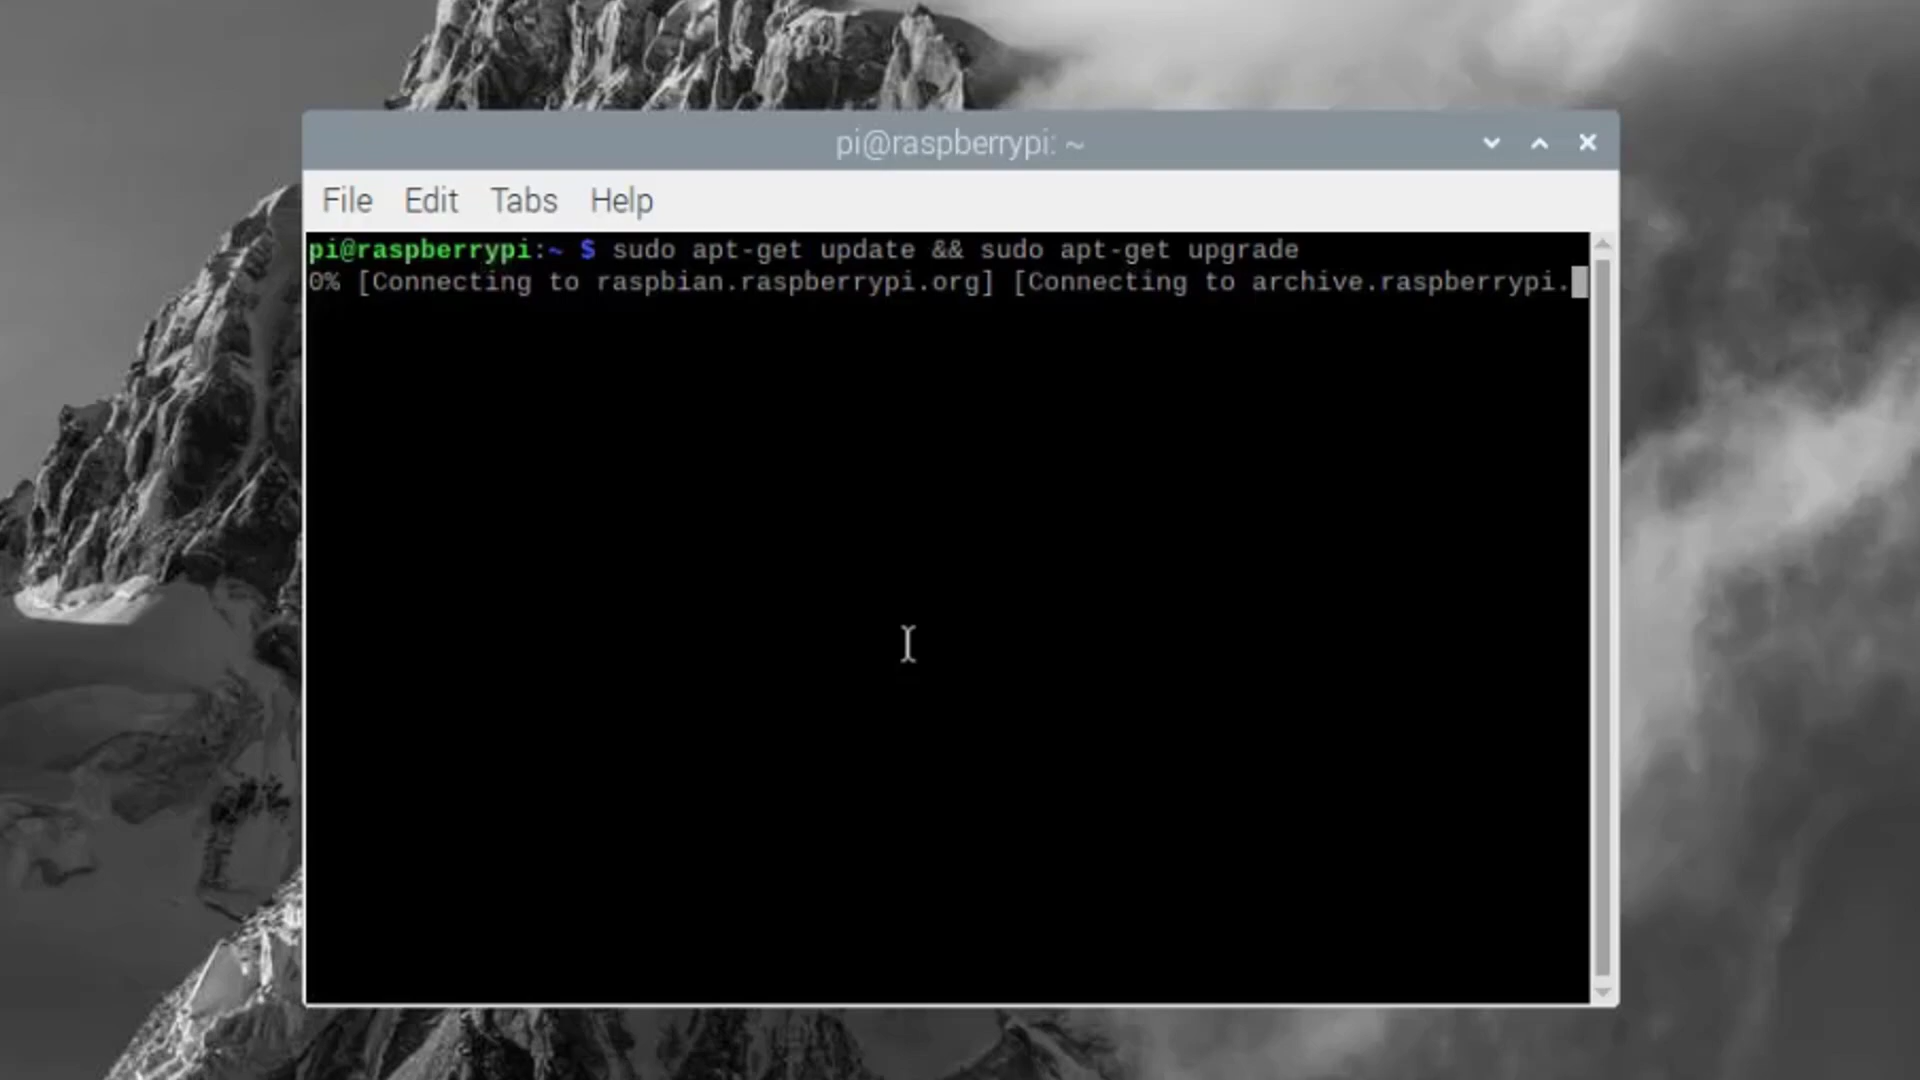 pi@raspberrypi: ~
File Edit Tabs Help
pi@raspberrypi:~ $ sudo apt-get update && sudo apt-get upgrade
0% [Connecting to raspbian.raspberrypi.org] [Connecting to archive.raspberrypi.